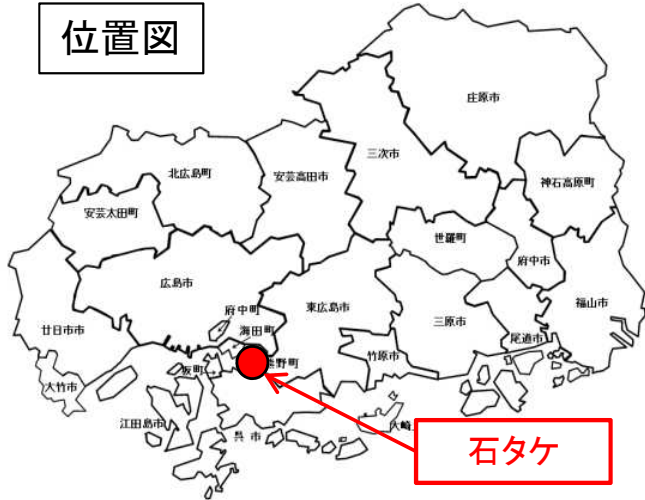 位置図
庄原市
三次市
北広島町
安芸高田市
神石高原町
安芸太田町
世羅町
府中市
広島市
府中町
東広島市
三原市
福山市
廿日市市
海田町
尾道市
竹原市
野町
坂町
大竹市
江田島市
呉市
大崎上
石タケ